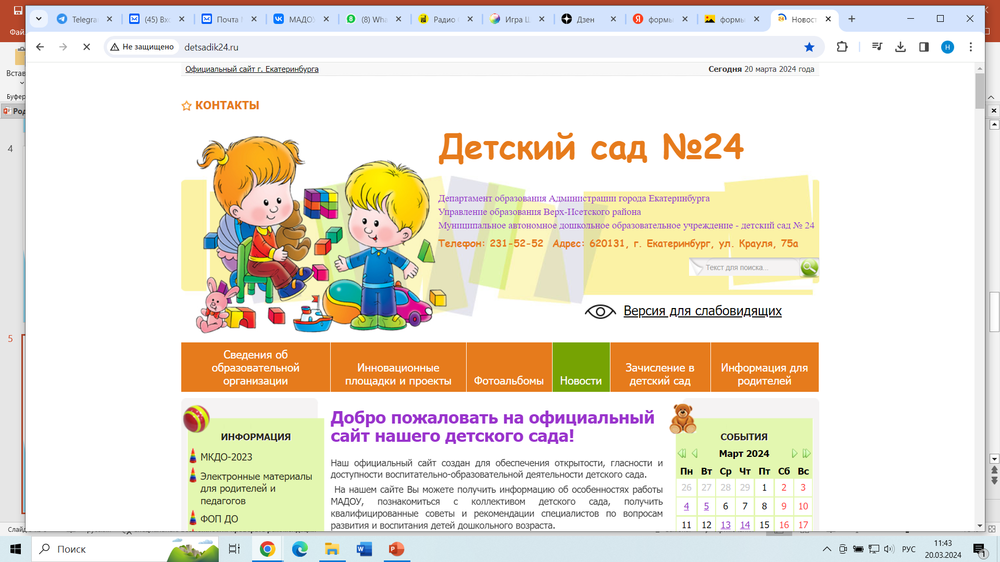 Telegra
(45) Вхс
Почта
МАДОУ
(8) Wha
Радио
Игра Ш
Дзен
формы
формы
Новост
Не защищено
detsadik24.ru
Встав
Буфер
Род
4
5
Официальный сайт г. Екатеринбурга
Сегодня 20 марта 2024 года
КОНТАКТЫ
Детский сад №24
Департамент образования Администрации города Екатеринбурга
Управление образования Верх-Исетского района
Муниципальное автономное дошкольное образовательное учреждение - детский сад № 24
Телефон: 231-52-52 Адрес: 620131, г. Екатеринбург, ул. Крауля, 75а
Текст для поиска...
Версия для слабовидящих
Сведения об
образовательной
организации
Инновационные
площадки и проекты
Фотоальбомы
Новости
Зачисление в
детский сад
Информация для
родителей
ИНФОРМАЦИЯ
МКДО-2023
Электронные материалы
для родителей и
педагогов
ФОП ДО
Добро пожаловать на официальный
сайт нашего детского сада!
Наш официальный сайт создан для обеспечения открытости, гласности и
доступности воспитательно-образовательной деятельности детского сада.
На нашем сайте Вы можете получить информацию об особенностях работы
МАДОУ, познакомиться с коллективом детского сада, получить
квалифицированные советы и рекомендации специалистов по вопросам
развития и воспитания детей дошкольного возраста.
СОБЫТИЯ
Март 2024
Пн Вт Ср Чт Пт Сб Вс
26 27 28 29 1 2 3
4 5 6 7 8 9 10
11 12 13 14 15 16 17
Поиск
РУС
11:43
20.03.2024
1